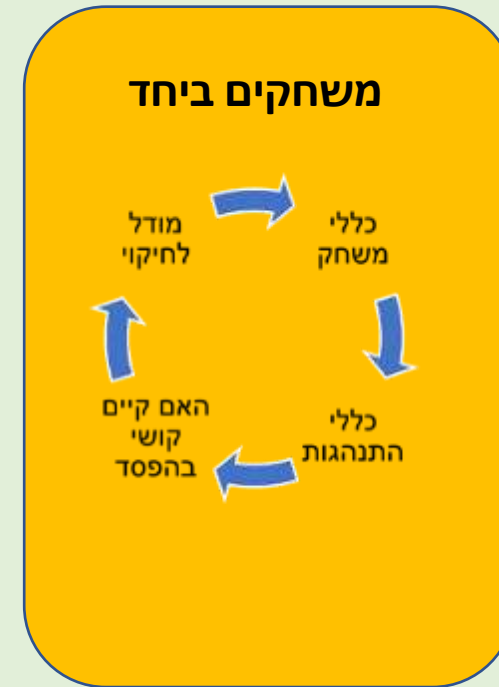 משחקים ביחד
כללי
משחק
כללי
התנהגות
האם קיים
קושי
בהפסד
מודל
לחיקוי